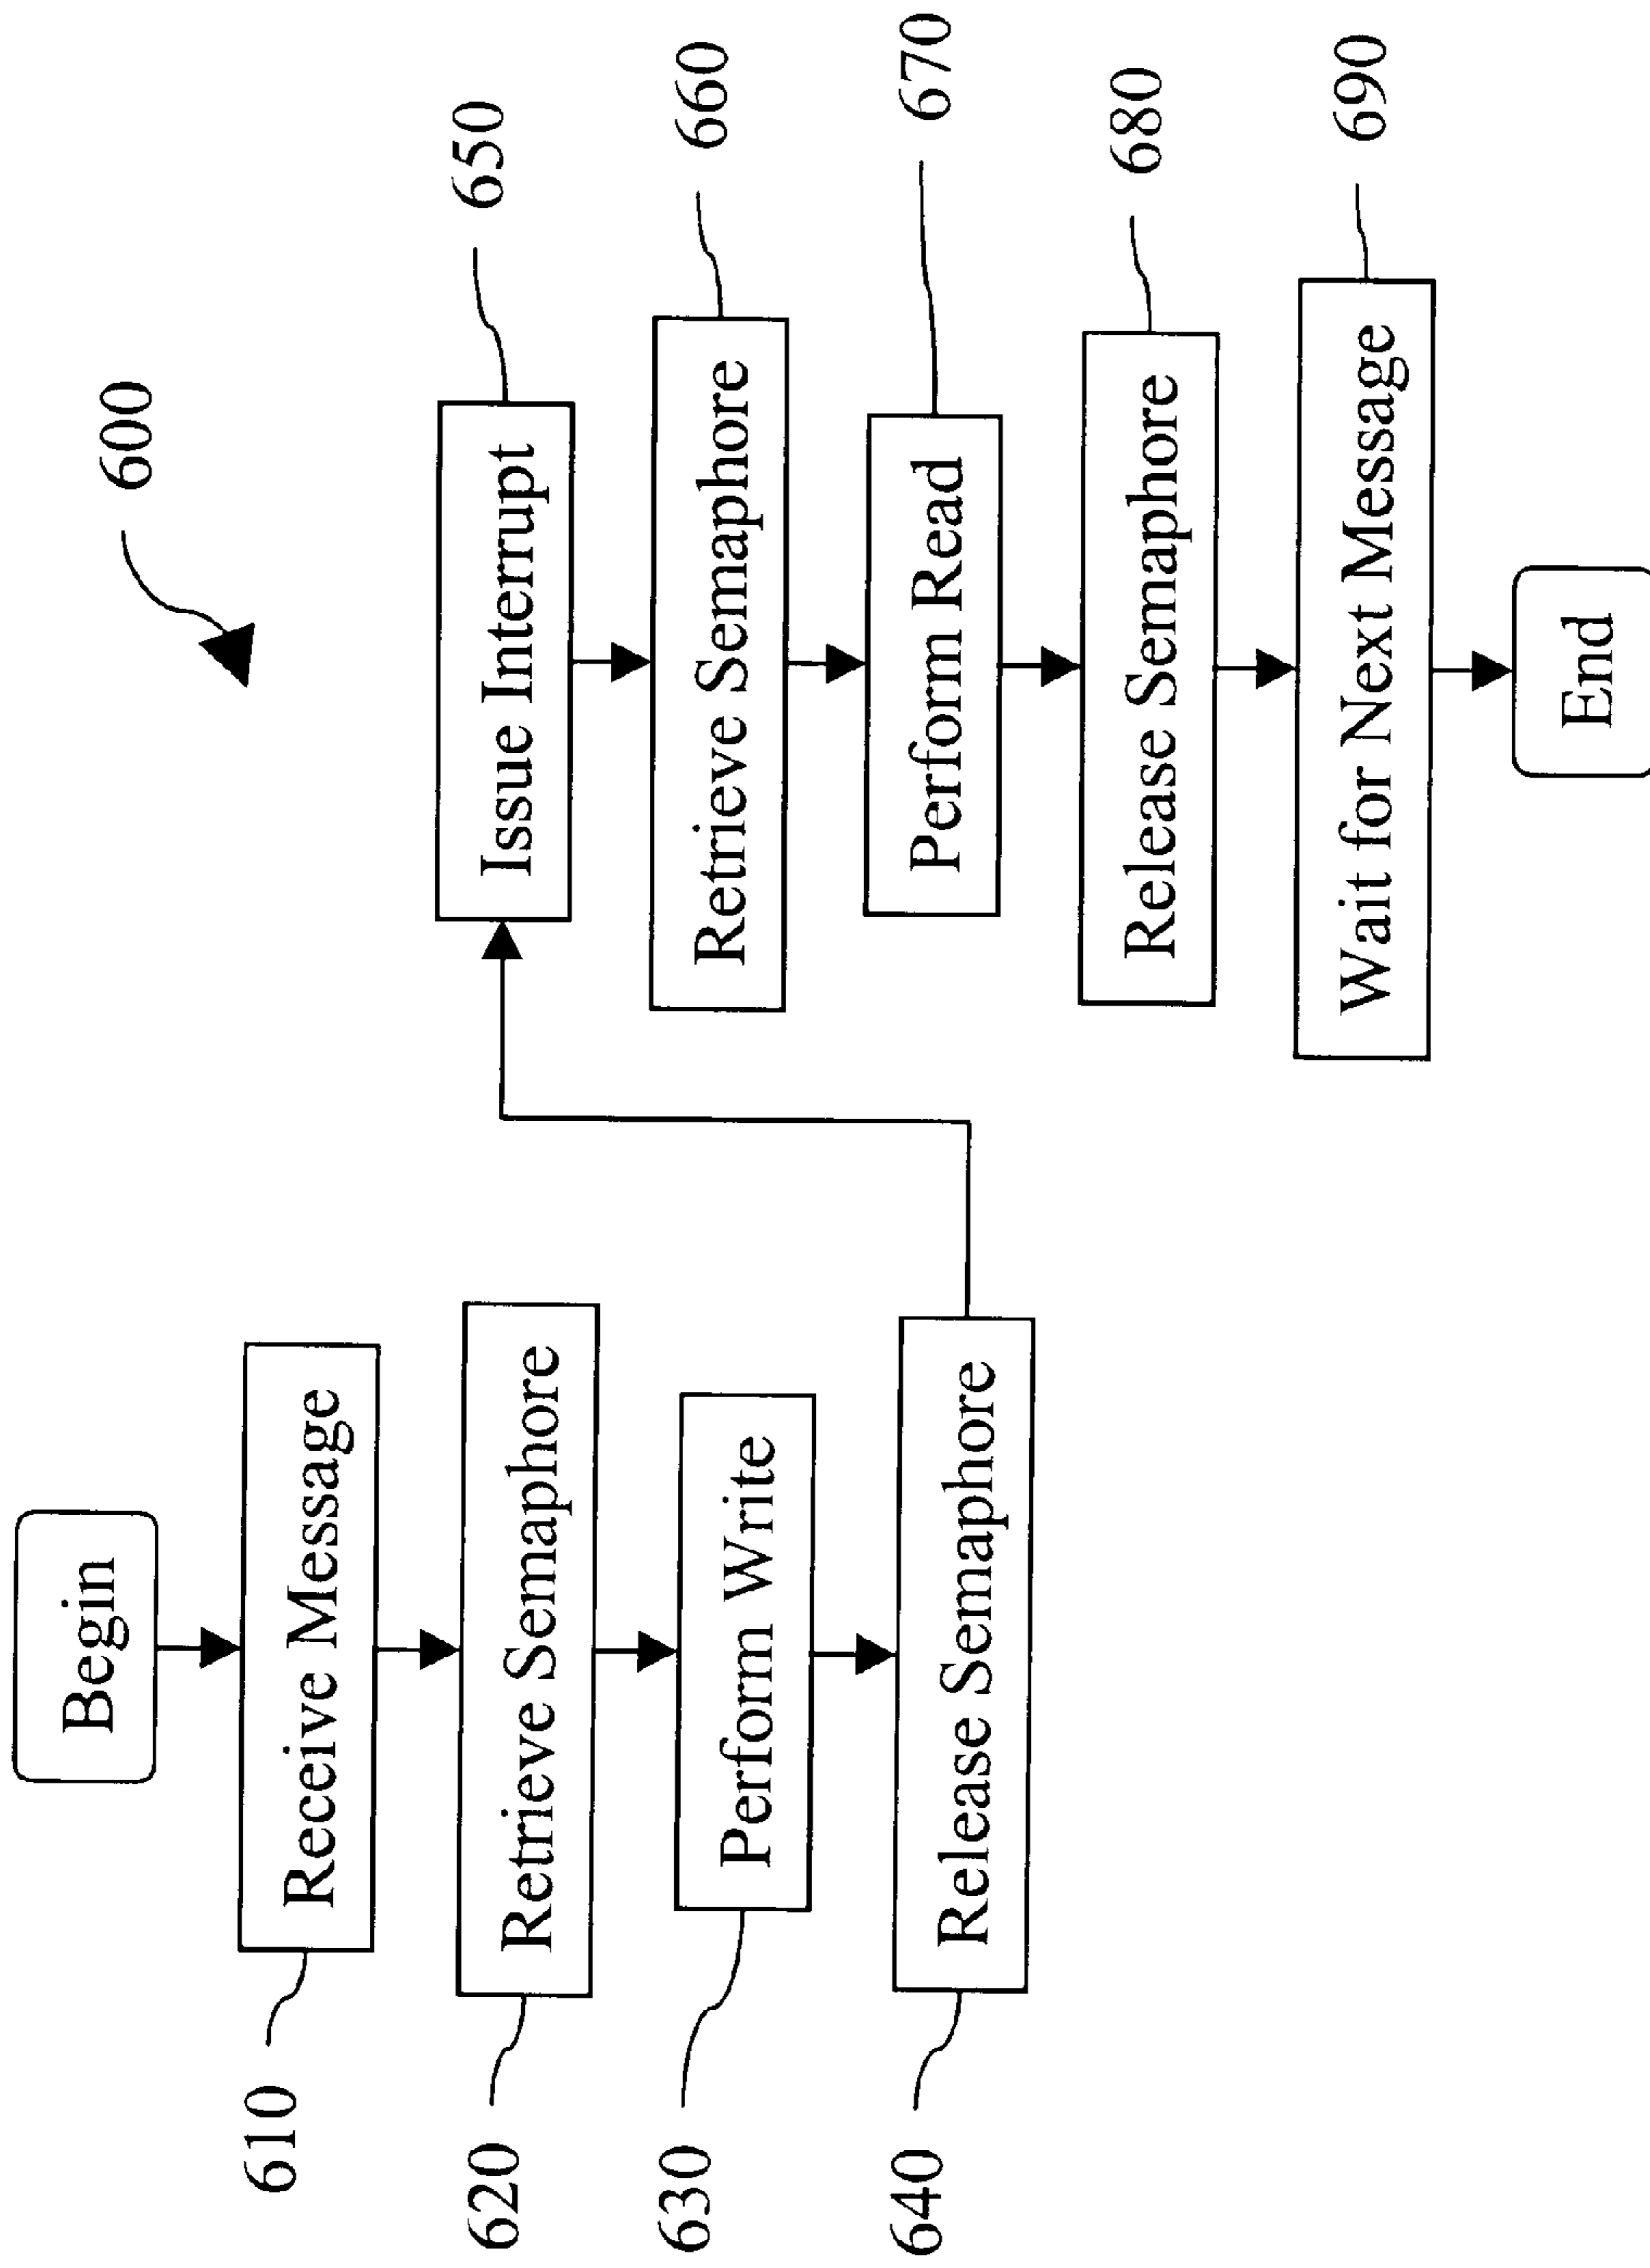 600
Begin
610
Receive Message
620
Retrieve Semaphore
630
Perform Write
640
Release Semaphore
Issue Interrupt
650
Retrieve Semaphore
660
Perform Read
670
Release Semaphore
680
Wait for Next Message
690
End